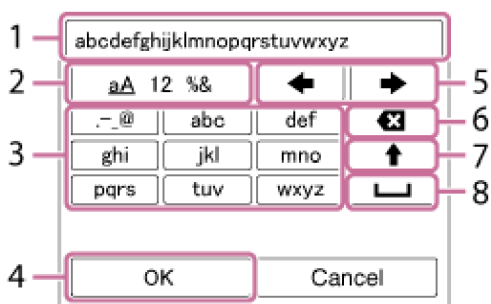 1 abcdefghijklmnopqrstuvwxyz
2 aA 12 %& 5
.-_@ abc def 6
3 ghi jkl mno 7
pqrs tuv wxyz 8
4 OK Cancel